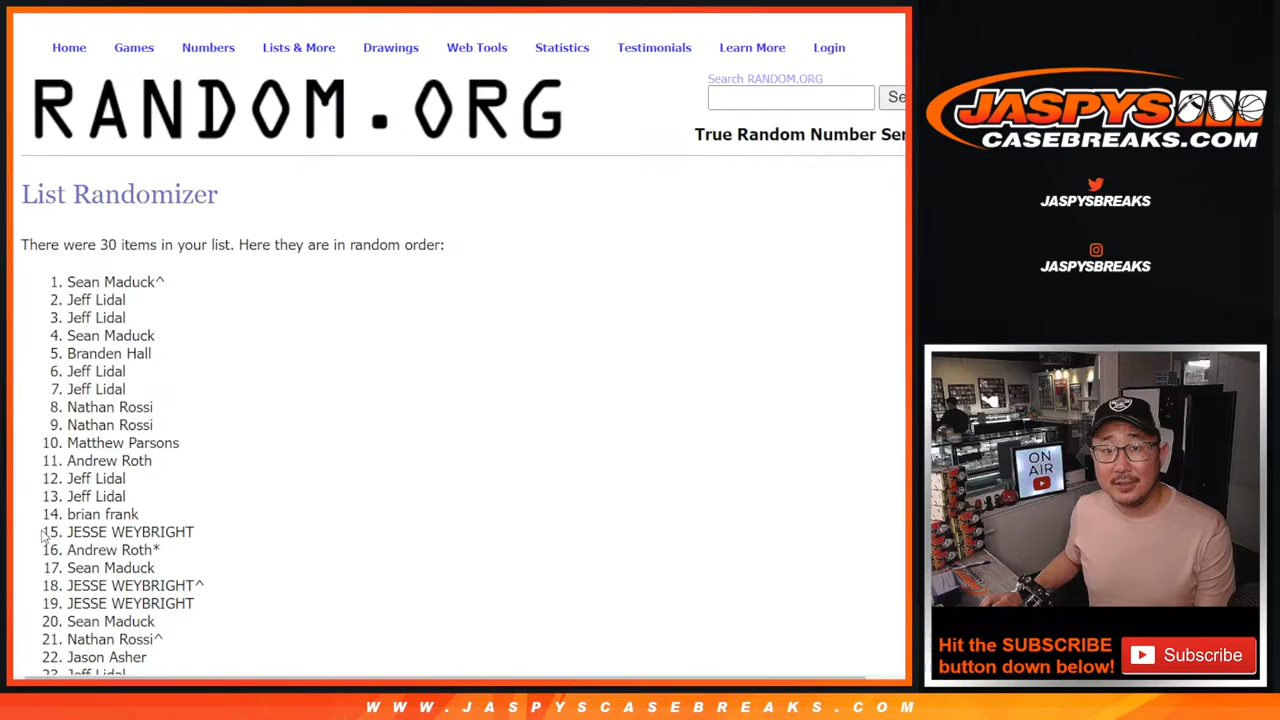 Home Games Numbers Lists & More Drawings Web Tools Statistics Testimonials Learn More Login
RANDOM.ORG
Search RANDOM.ORG
Se
True Random Number Ser
List Randomizer
There were 30 items in your list. Here they are in random order:
1. Sean Maduck^
2. Jeff Lidal
3. Jeff Lidal
4. Sean Maduck
5. Branden Hall
6. Jeff Lidal
7. Jeff Lidal
8. Nathan Rossi
9. Nathan Rossi
10. Matthew Parsons
11. Andrew Roth
12. Jeff Lidal
13. Jeff Lidal
14. brian frank
15. JESSE WEYBRIGHT
16. Andrew Roth*
17. Sean Maduck
18. JESSE WEYBRIGHT^
19. JESSE WEYBRIGHT
20. Sean Maduck
21. Nathan Rossi^
22. Jason Asher
23. Jeff Lidal
JASPYS
CASEBREAKS.COM
JASPYSBREAKS
JASPYSBREAKS
ON
AIR
Hit the SUBSCRIBE
button down below!
Subscribe
WWW.JASPYSCASEBREAKS.COM